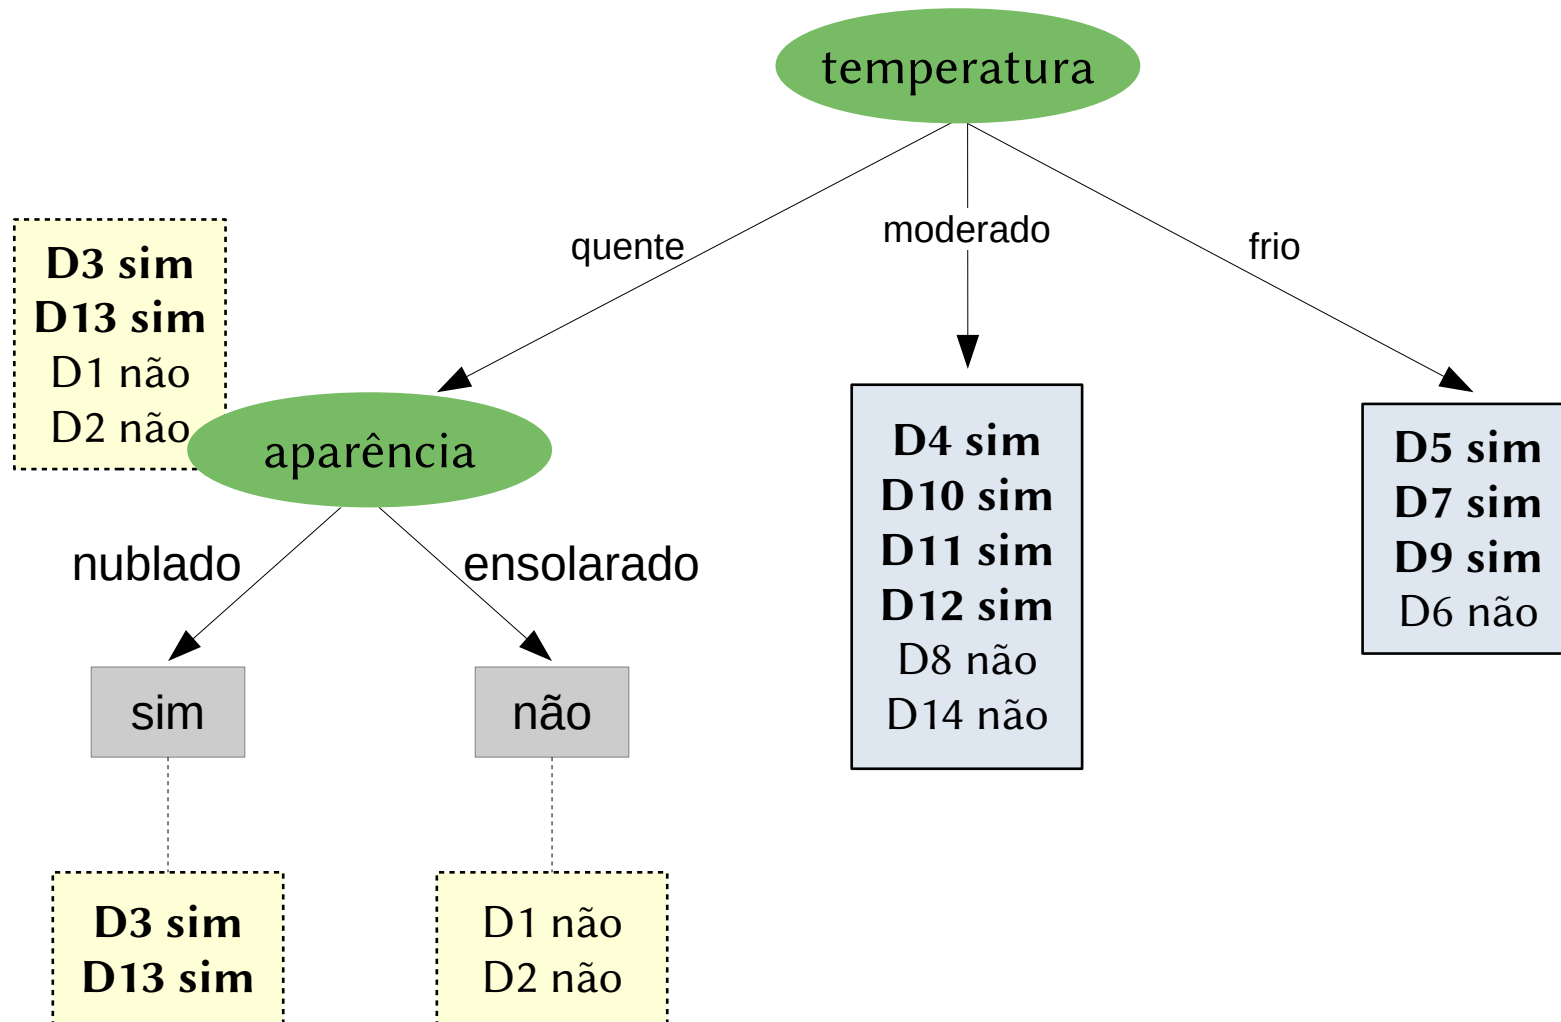 temperatura
quente
moderado
frio
D3 sim
D13 sim
D1 não
D2 não
aparência
D4 sim
D10 sim
D11 sim
D12 sim
D8 não
D14 não
D5 sim
D7 sim
D9 sim
D6 não
nublado
ensolarado
sim
não
D3 sim
D13 sim
D1 não
D2 não